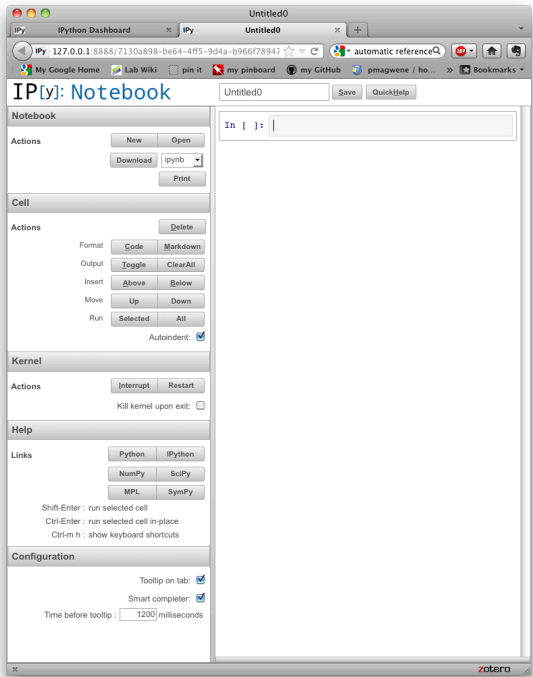 Untitled0
IPy IPython Dashboard IPy Untitled0
IPy 127.0.0.1:8888/7130a898-be64-4ff5-9d4a-b966f78947 automatic reference
My Google Home Lab Wiki pin it my pinboard my GitHub pmagwene / ho... » Bookmarks
IP[y]: Notebook
Untitled0 Save QuickHelp
Notebook
Actions New Open
Download ipynb
Print
Cell
Actions Delete
Format Code Markdown
Output Toggle ClearAll
Insert Above Below
Move Up Down
Run Selected All
Autoindent:
Kernel
Actions Interrupt Restart
Kill kernel upon exit:
Help
Links Python IPython
NumPy SciPy
MPL SymPy
Shift-Enter : run selected cell
Ctrl-Enter : run selected cell in-place
Ctrl-m h : show keyboard shortcuts
Configuration
Tooltip on tab:
Smart completer:
Time before tooltip : 1200 milliseconds
In [ ]:
zotero